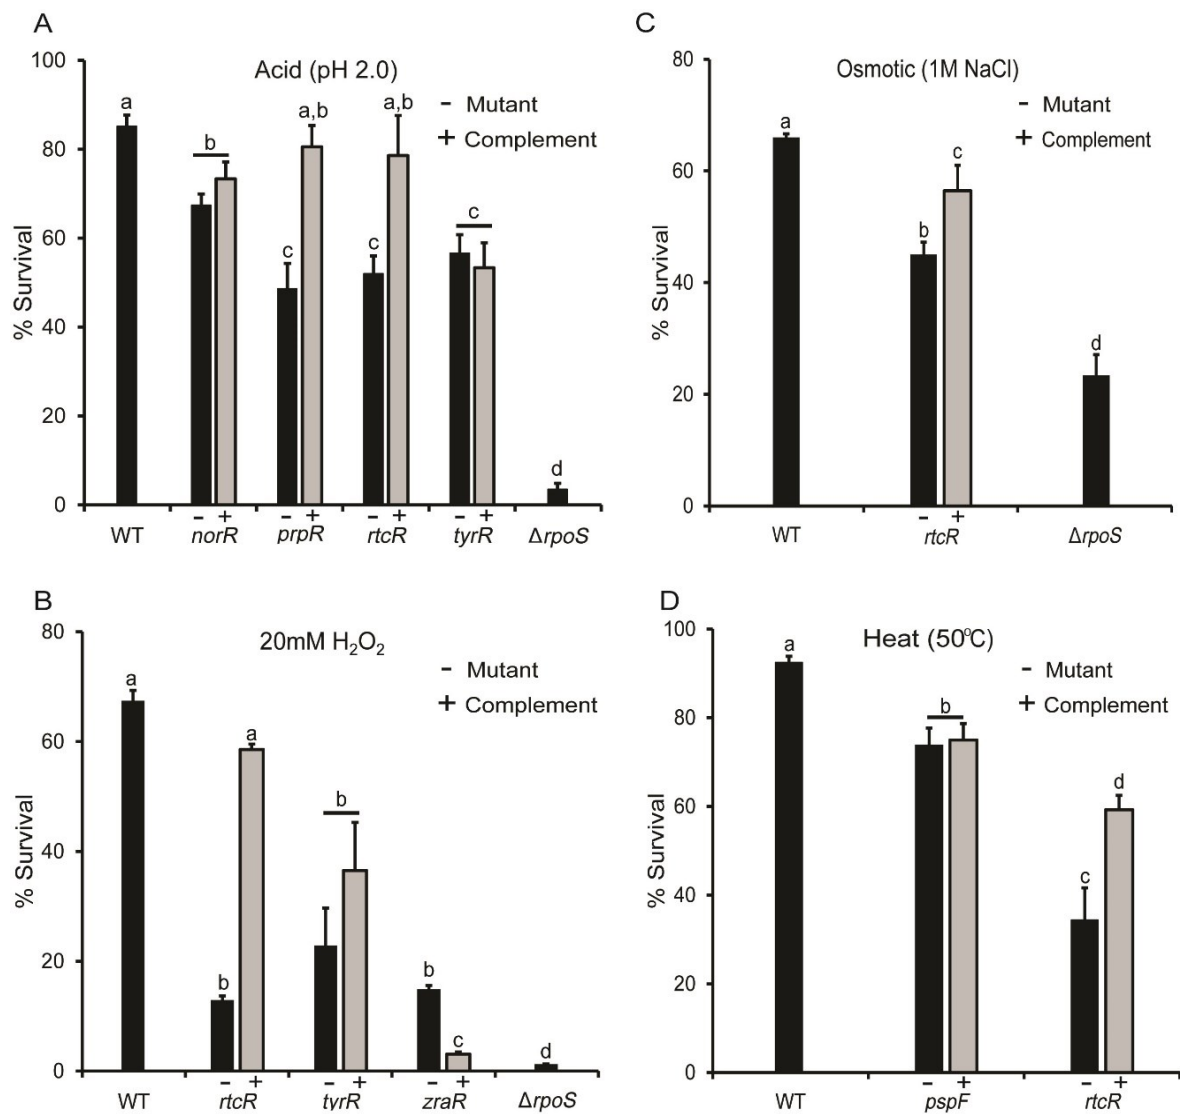 A
Acid (pH 2.0)
− Mutant
+ Complement
% Survival
100
80
60
40
20
0
a
b
c
a,b
c
a,b
c
d
− + − + − + − +
WT norR prpR rtcR tyrR ΔrpoS
C
Osmotic (1M NaCl)
− Mutant
+ Complement
% Survival
80
60
40
20
0
a
b
c
d
− +
WT rtcR ΔrpoS
B
20mM H₂O₂
− Mutant
+ Complement
% Survival
80
60
40
20
0
a
b
a
b
b
c
d
− + − + − +
WT rtcR tyrR zraR ΔrpoS
D
Heat (50°C)
− Mutant
+ Complement
% Survival
100
80
60
40
20
0
a
b
c
d
− + − +
WT pspF rtcR